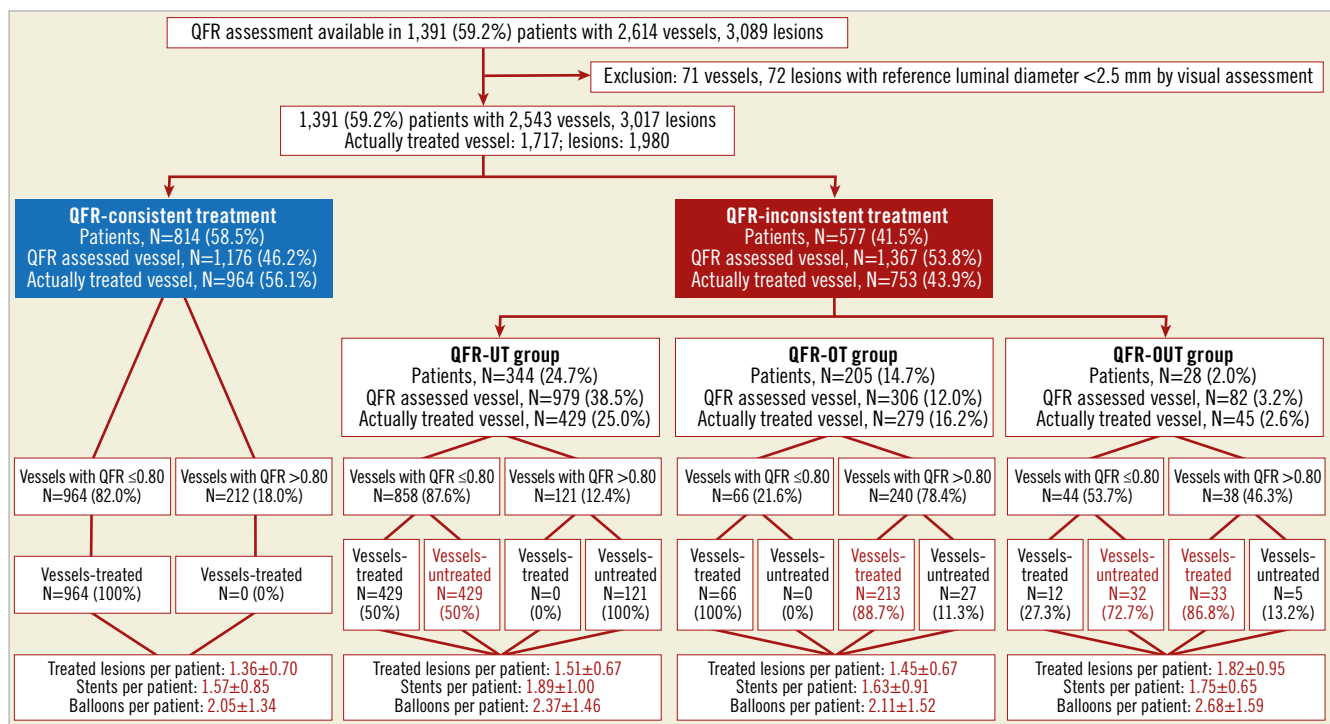 QFR assessment available in 1,391 (59.2%) patients with 2,614 vessels, 3,089 lesions
Exclusion: 71 vessels, 72 lesions with reference luminal diameter <2.5 mm by visual assessment
1,391 (59.2%) patients with 2,543 vessels, 3,017 lesions
Actually treated vessel: 1,717; lesions: 1,980
QFR-consistent treatment
Patients, N=814 (58.5%)
QFR assessed vessel, N=1,176 (46.2%)
Actually treated vessel, N=964 (56.1%)
QFR-inconsistent treatment
Patients, N=577 (41.5%)
QFR assessed vessel, N=1,367 (53.8%)
Actually treated vessel, N=753 (43.9%)
QFR-UT group
Patients, N=344 (24.7%)
QFR assessed vessel, N=979 (38.5%)
Actually treated vessel, N=429 (25.0%)
QFR-OT group
Patients, N=205 (14.7%)
QFR assessed vessel, N=306 (12.0%)
Actually treated vessel, N=279 (16.2%)
QFR-OUT group
Patients, N=28 (2.0%)
QFR assessed vessel, N=82 (3.2%)
Actually treated vessel, N=45 (2.6%)
Vessels with QFR ≤0.80
N=964 (82.0%)
Vessels with QFR >0.80
N=212 (18.0%)
Vessels with QFR ≤0.80
N=858 (87.6%)
Vessels with QFR >0.80
N=121 (12.4%)
Vessels with QFR ≤0.80
N=66 (21.6%)
Vessels with QFR >0.80
N=240 (78.4%)
Vessels with QFR ≤0.80
N=44 (53.7%)
Vessels with QFR >0.80
N=38 (46.3%)
Vessels-treated
N=964 (100%)
Vessels-treated
N=0 (0%)
Vessels-
treated
N=429
(50%)
Vessels-
untreated
N=429
(50%)
Vessels-
treated
N=0
(0%)
Vessels-
untreated
N=121
(100%)
Vessels-
treated
N=66
(100%)
Vessels-
untreated
N=0
(0%)
Vessels-
treated
N=213
(88.7%)
Vessels-
untreated
N=27
(11.3%)
Vessels-
treated
N=12
(27.3%)
Vessels-
untreated
N=32
(72.7%)
Vessels-
treated
N=33
(86.8%)
Vessels-
untreated
N=5
(13.2%)
Treated lesions per patient: 1.36±0.70
Stents per patient: 1.57±0.85
Balloons per patient: 2.05±1.34
Treated lesions per patient: 1.51±0.67
Stents per patient: 1.89±1.00
Balloons per patient: 2.37±1.46
Treated lesions per patient: 1.45±0.67
Stents per patient: 1.63±0.91
Balloons per patient: 2.11±1.52
Treated lesions per patient: 1.82±0.95
Stents per patient: 1.75±0.65
Balloons per patient: 2.68±1.59